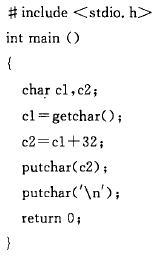 #include <stdio.h>
int main ()
{
char c1,c2;
c1=getchar();
c2=c1+32;
putchar(c2);
putchar('\n');
return 0;
}